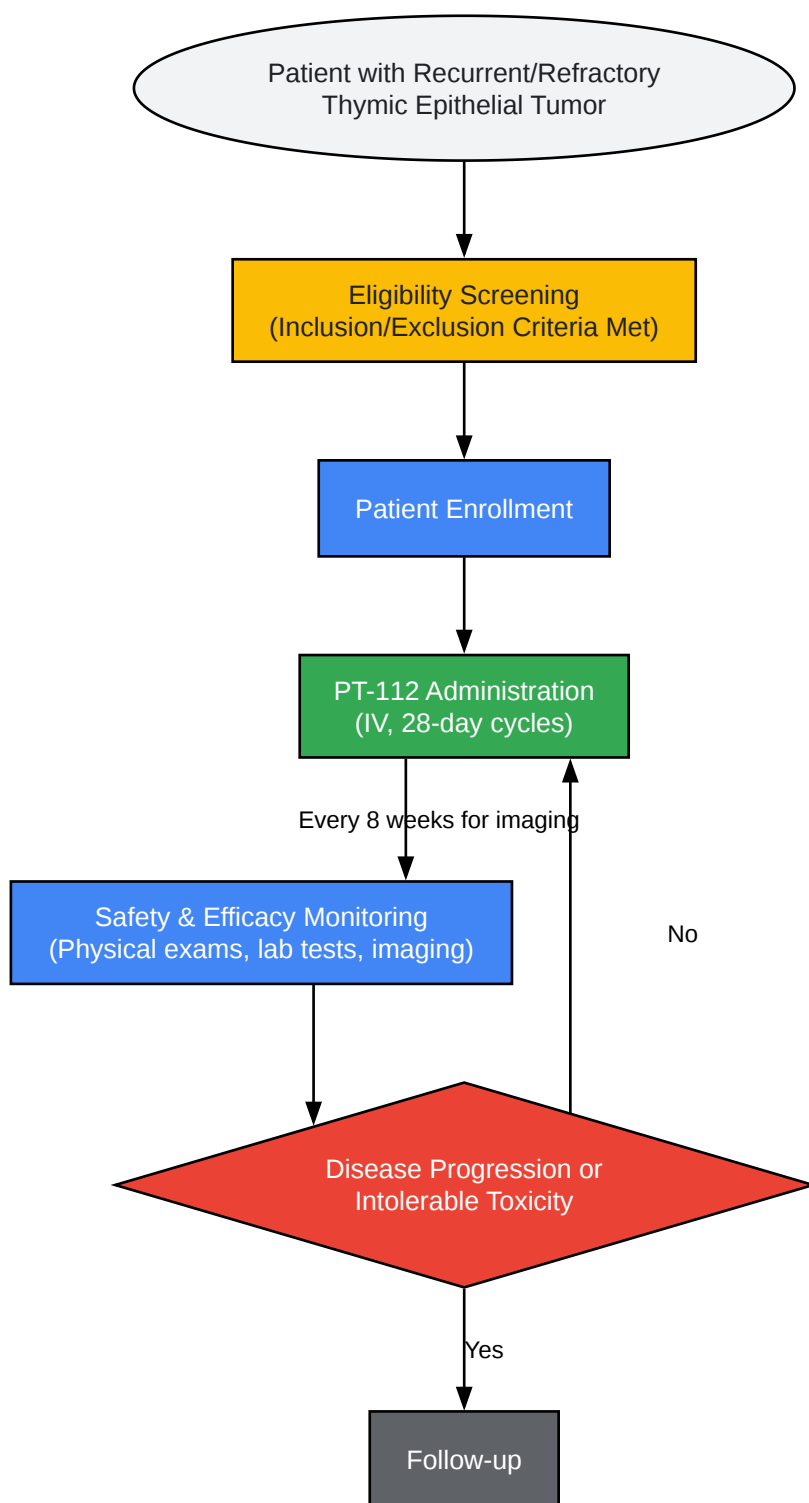 Patient with Recurrent/Refractory
Thymic Epithelial Tumor
Eligibility Screening
(Inclusion/Exclusion Criteria Met)
Patient Enrollment
PT-112 Administration
(IV, 28-day cycles)
Every 8 weeks for imaging
Safety & Efficacy Monitoring
(Physical exams, lab tests, imaging)
No
Disease Progression or
Intolerable Toxicity
Yes
Follow-up